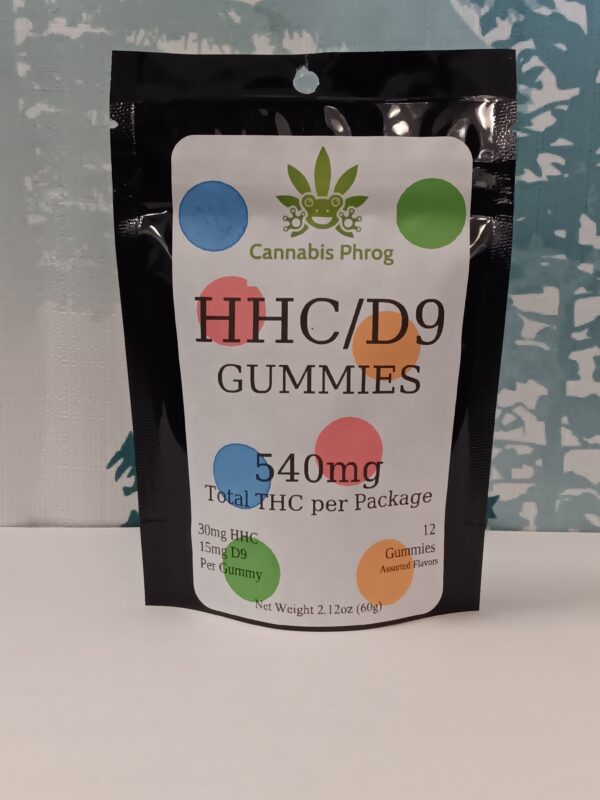 Cannabis Phrog
HHC/D9
GUMMIES
540mg
Total THC per Package
30mg HHC
15mg D9
Per Gummy
12
Gummies
Assorted Flavors
Net Weight 2.12oz (60g)